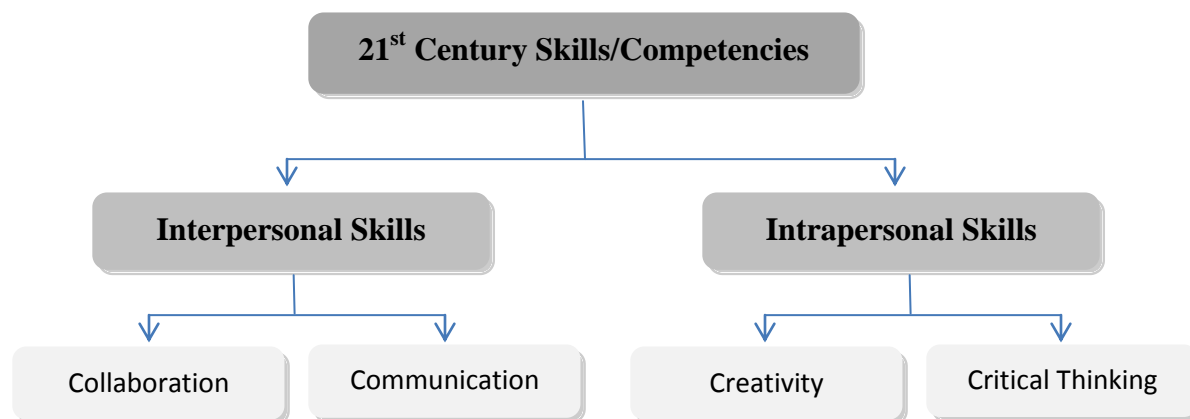 21st Century Skills/Competencies
Interpersonal Skills
Intrapersonal Skills
Collaboration
Communication
Creativity
Critical Thinking